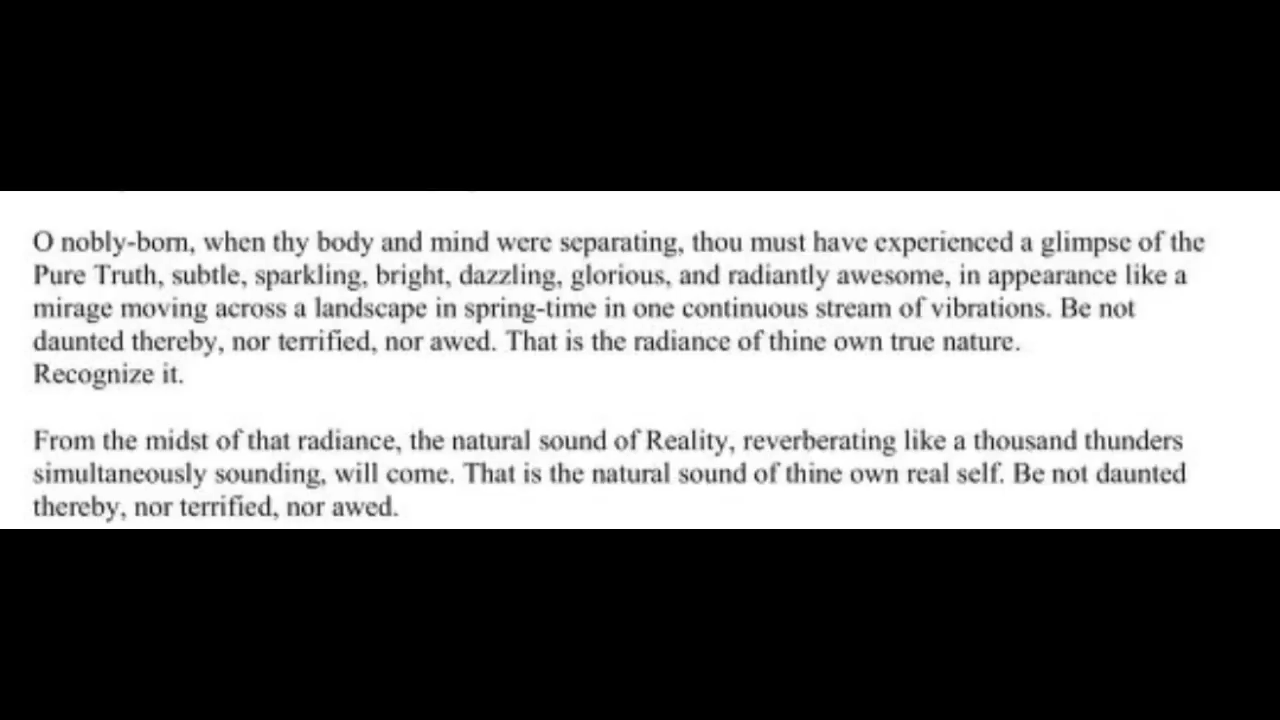 O nobly-born, when thy body and mind were separating, thou must have experienced a glimpse of the
Pure Truth, subtle, sparkling, bright, dazzling, glorious, and radiantly awesome, in appearance like a
mirage moving across a landscape in spring-time in one continuous stream of vibrations. Be not
daunted thereby, nor terrified, nor awed. That is the radiance of thine own true nature.
Recognize it.
From the midst of that radiance, the natural sound of Reality, reverberating like a thousand thunders
simultaneously sounding, will come. That is the natural sound of thine own real self. Be not daunted
thereby, nor terrified, nor awed.